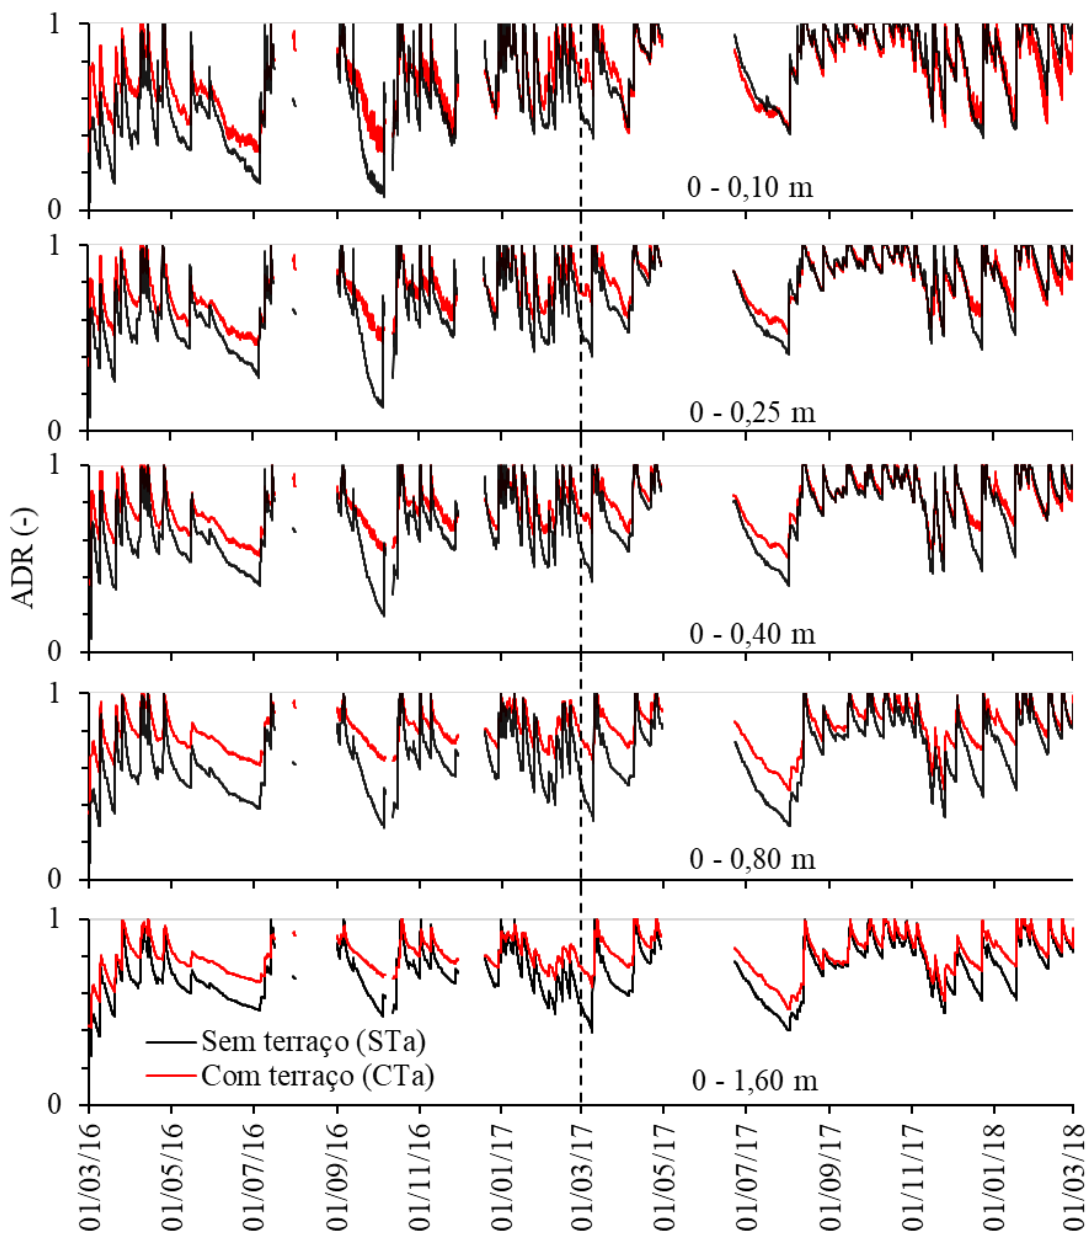 ADR (-)
1
0 - 0,10 m
0
1
0 - 0,25 m
0
1
0 - 0,40 m
0
1
0 - 0,80 m
0
1
Sem terraço (STa)
Com terraço (CTa)
0 - 1,60 m
0
01/03/16
01/05/16
01/07/16
01/09/16
01/11/16
01/01/17
01/03/17
01/05/17
01/07/17
01/09/17
01/11/17
01/01/18
01/03/18